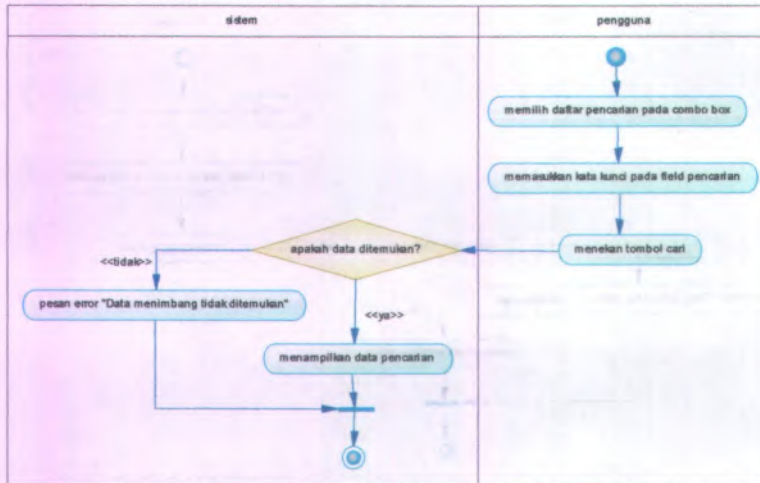 sistem
pengguna
memilih daftar pencarian pada combo box
memasukkan kata kunci pada field pencarian
menekan tombol cari
apakah data ditemukan?
<<tidak>>
pesan error "Data menimbang tidak ditemukan"
<<ya>>
menampilkan data pencarian